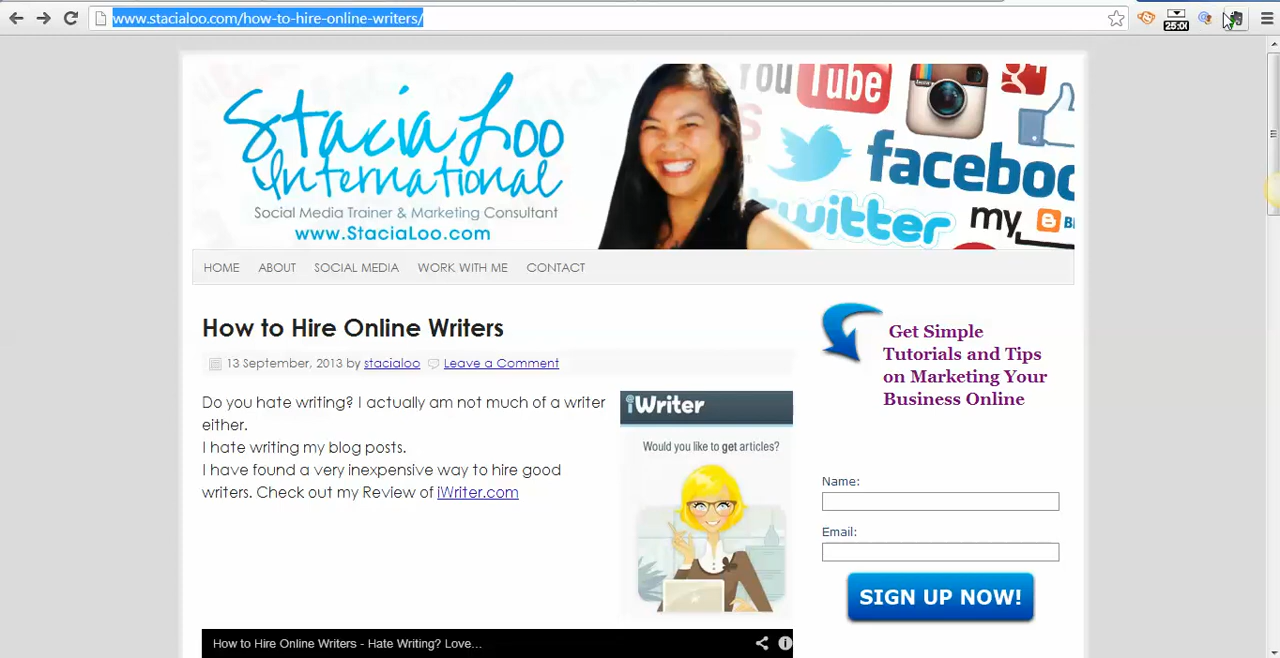 www.stacialoo.com/how-to-hire-online-writers/
25:01
Stacia Loo
International
Social Media Trainer & Marketing Consultant
www.StaciaLoo.com
You Tube
facebo
twitter
my
B
HOME ABOUT SOCIAL MEDIA WORK WITH ME CONTACT
How to Hire Online Writers
13 September, 2013 by stacialoo Leave a Comment
Do you hate writing? I actually am not much of a writer
either.
I hate writing my blog posts.
I have found a very inexpensive way to hire good
writers. Check out my Review of iWriter.com
iWriter
Would you like to get articles?
How to Hire Online Writers - Hate Writing? Love...
Get Simple
Tutorials and Tips
on Marketing Your
Business Online
Name:
Email:
SIGN UP NOW!